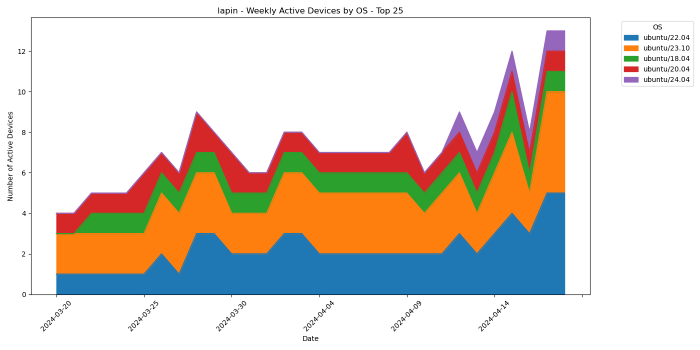 lapin - Weekly Active Devices by OS - Top 25
OS
ubuntu/22.04
ubuntu/23.10
ubuntu/18.04
ubuntu/20.04
ubuntu/24.04
Number of Active Devices
12
10
8
6
4
2
0
2024-03-20
2024-03-25
2024-03-30
2024-04-04
2024-04-09
2024-04-14
Date